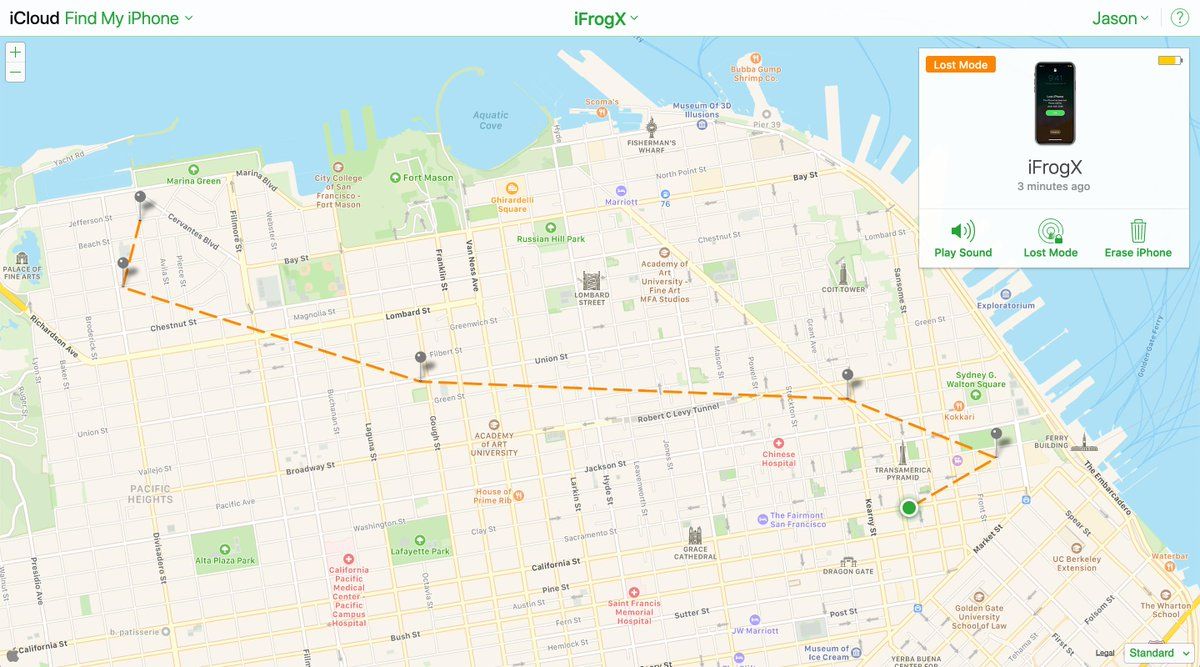 iCloud Find My iPhone
iFrogX
Jason
?
+
−
Lost Mode
iFrogX
3 minutes ago
Play Sound
Lost Mode
Erase iPhone
Bubba Gump
Shrimp Co.
Scoma's
Aquatic
Cove
Museum Of 3D
Illusions
Pier 39
FISHERMAN'S
WHARF
Hyde
Yacht Rd
Marina Green
Marina Blvd
City College
of San
Francisco -
Fort Mason
Fort Mason
North Point St
Bay St
Marriott
76
Ghirardelli
Square
Jefferson St
Cervantes Blvd
Fillmore St
Webster St
Russian Hill Park
Chestnut St
Lombard St
Beach St
PALACE OF
FINE ARTS
Avila St
Pierce St
Bay St
Franklin St
Van Ness Ave
Academy of
Art
University -
Fine Art
MFA Studios
LOMBARD
STREET
COIT TOWER
Sansome St
Exploratorium
Golden Gate Ferry
Richardson Ave
Broderick St
Chestnut St
Magnolia St
Lombard St
Greenwich St
Green St
Grant Ave
Lyon St
Baker St
Filbert St
Union St
Mason St
Powell St
Stockton St
Ruger St
Buchanan St
Green St
Sydney G.
Walton Square
Kokkari
Robert C Levy Tunnel
Union St
Laguna St
Gough St
ACADEMY
OF ART
UNIVERSITY
Chinese
Hospital
FERRY
BUILDING
Vallejo St
Broadway St
Jackson St
Jones St
TRANSAMERICA
PYRAMID
The Embarcadero
PACIFIC
HEIGHTS
Pacific Ave
House of
Prime Rib
Larkin St
Hyde St
Leavenworth St
Kearny St
Front St
Washington St
Clay St
Sacramento St
The Fairmont
San Francisco
Market St
Spear St
Alta Plaza Park
Lafayette Park
GRACE
CATHEDRAL
DRAGON GATE
UC Berkeley
Extension
Waterbar
Presidio Ave
Divisadero St
California
Pacific
Medical
Center -
Pacific
Campus
Hospital
Octavia St
California St
Pine St
Austin St
Saint Francis
Memorial
Hospital
Sutter St
Post St
Golden Gate
University
School of Law
Folsom St
The Wharton
School
b. patisserie
Bush St
Fern St
Hemlock St
JW Marriott
First St
Tehama St
California St
Museum of
Ice Cream
YERBA BUENA
Legal
Standard